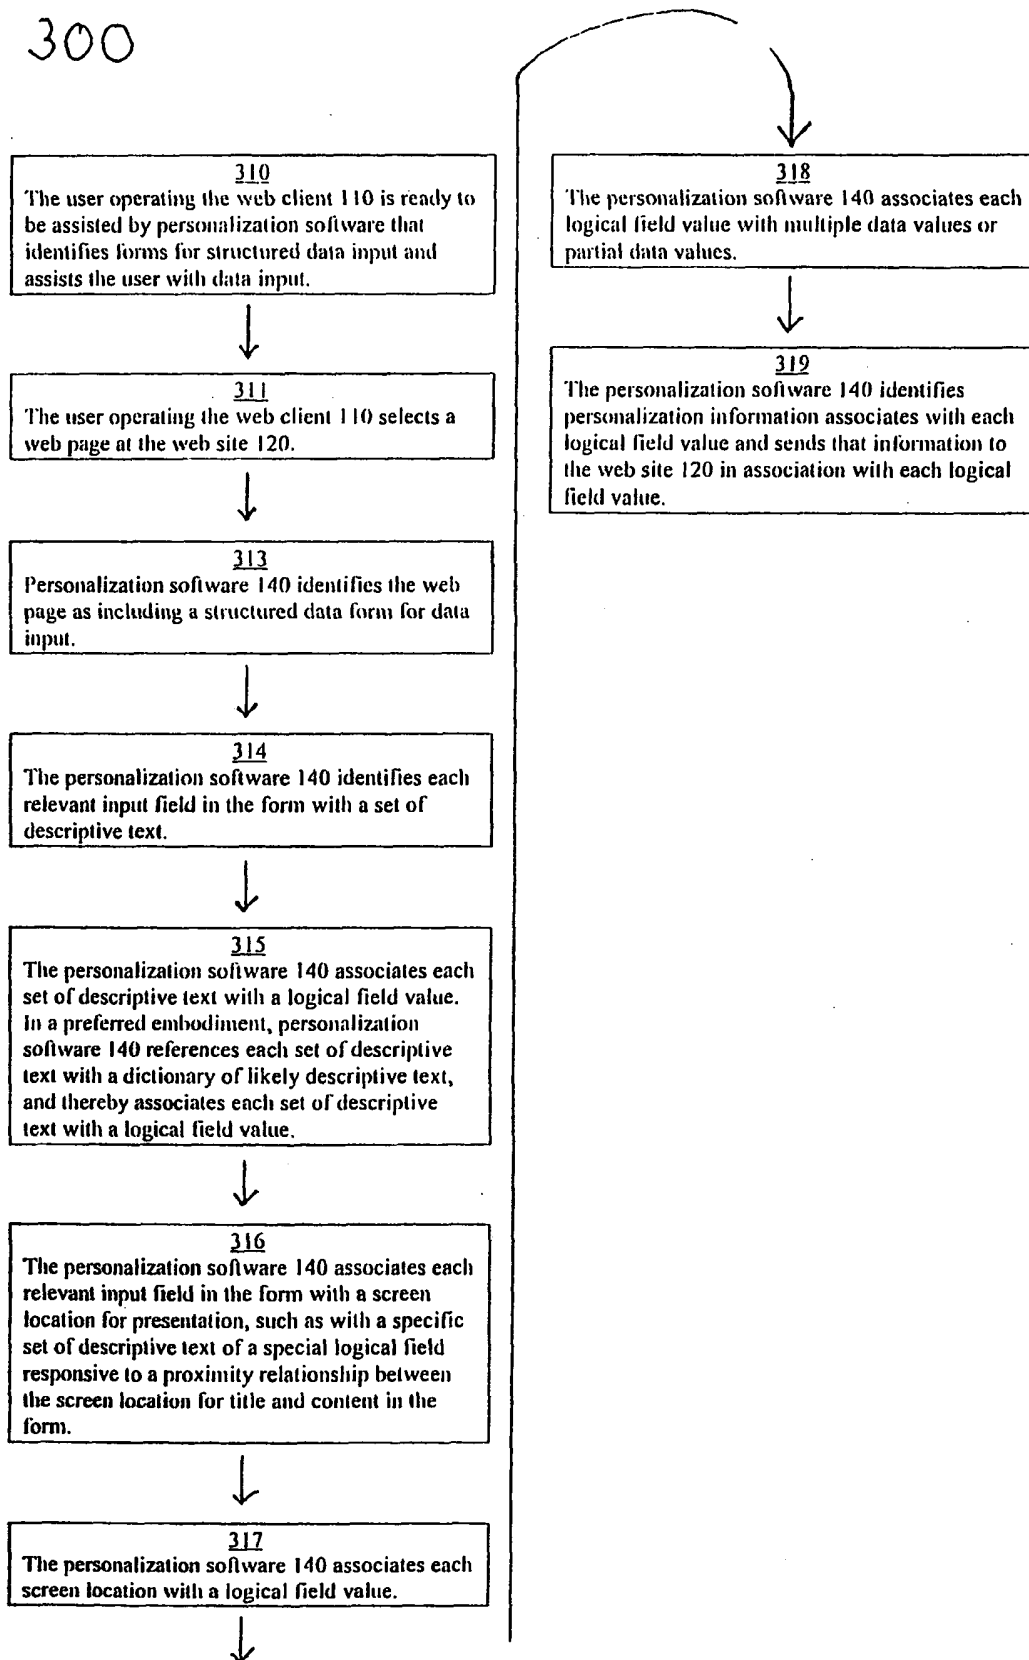 300
310
The user operating the web client 110 is ready to
be assisted by personalization software that
identifies forms for structured data input and
assists the user with data input.
311
The user operating the web client 110 selects a
web page at the web site 120.
313
Personalization software 140 identifies the web
page as including a structured data form for data
input.
314
The personalization software 140 identifies each
relevant input field in the form with a set of
descriptive text.
315
The personalization software 140 associates each
set of descriptive text with a logical field value.
In a preferred embodiment, personalization
software 140 references each set of descriptive
text with a dictionary of likely descriptive text,
and thereby associates each set of descriptive
text with a logical field value.
316
The personalization software 140 associates each
relevant input field in the form with a screen
location for presentation, such as with a specific
set of descriptive text of a special logical field
responsive to a proximity relationship between
the screen location for title and content in the
form.
317
The personalization software 140 associates each
screen location with a logical field value.
318
The personalization software 140 associates each
logical field value with multiple data values or
partial data values.
319
The personalization software 140 identifies
personalization information associates with each
logical field value and sends that information to
the web site 120 in association with each logical
field value.